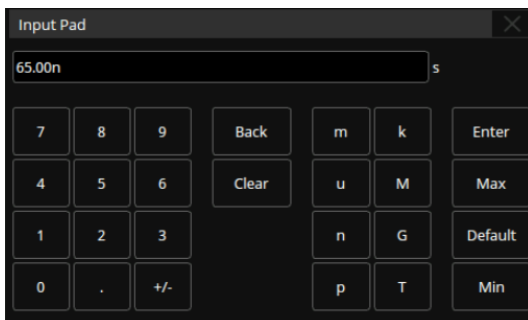 Input Pad
65.00n s
7 8 9 Back m k Enter
4 5 6 Clear u M Max
1 2 3 n G Default
0 . +/- p T Min